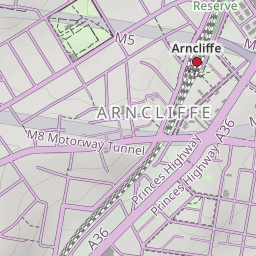 Reserve
M5
Arncliffe
ARNCLIFFE
M8 Motorway Tunnel
A36
Princes Highway
Princes Highway
A36